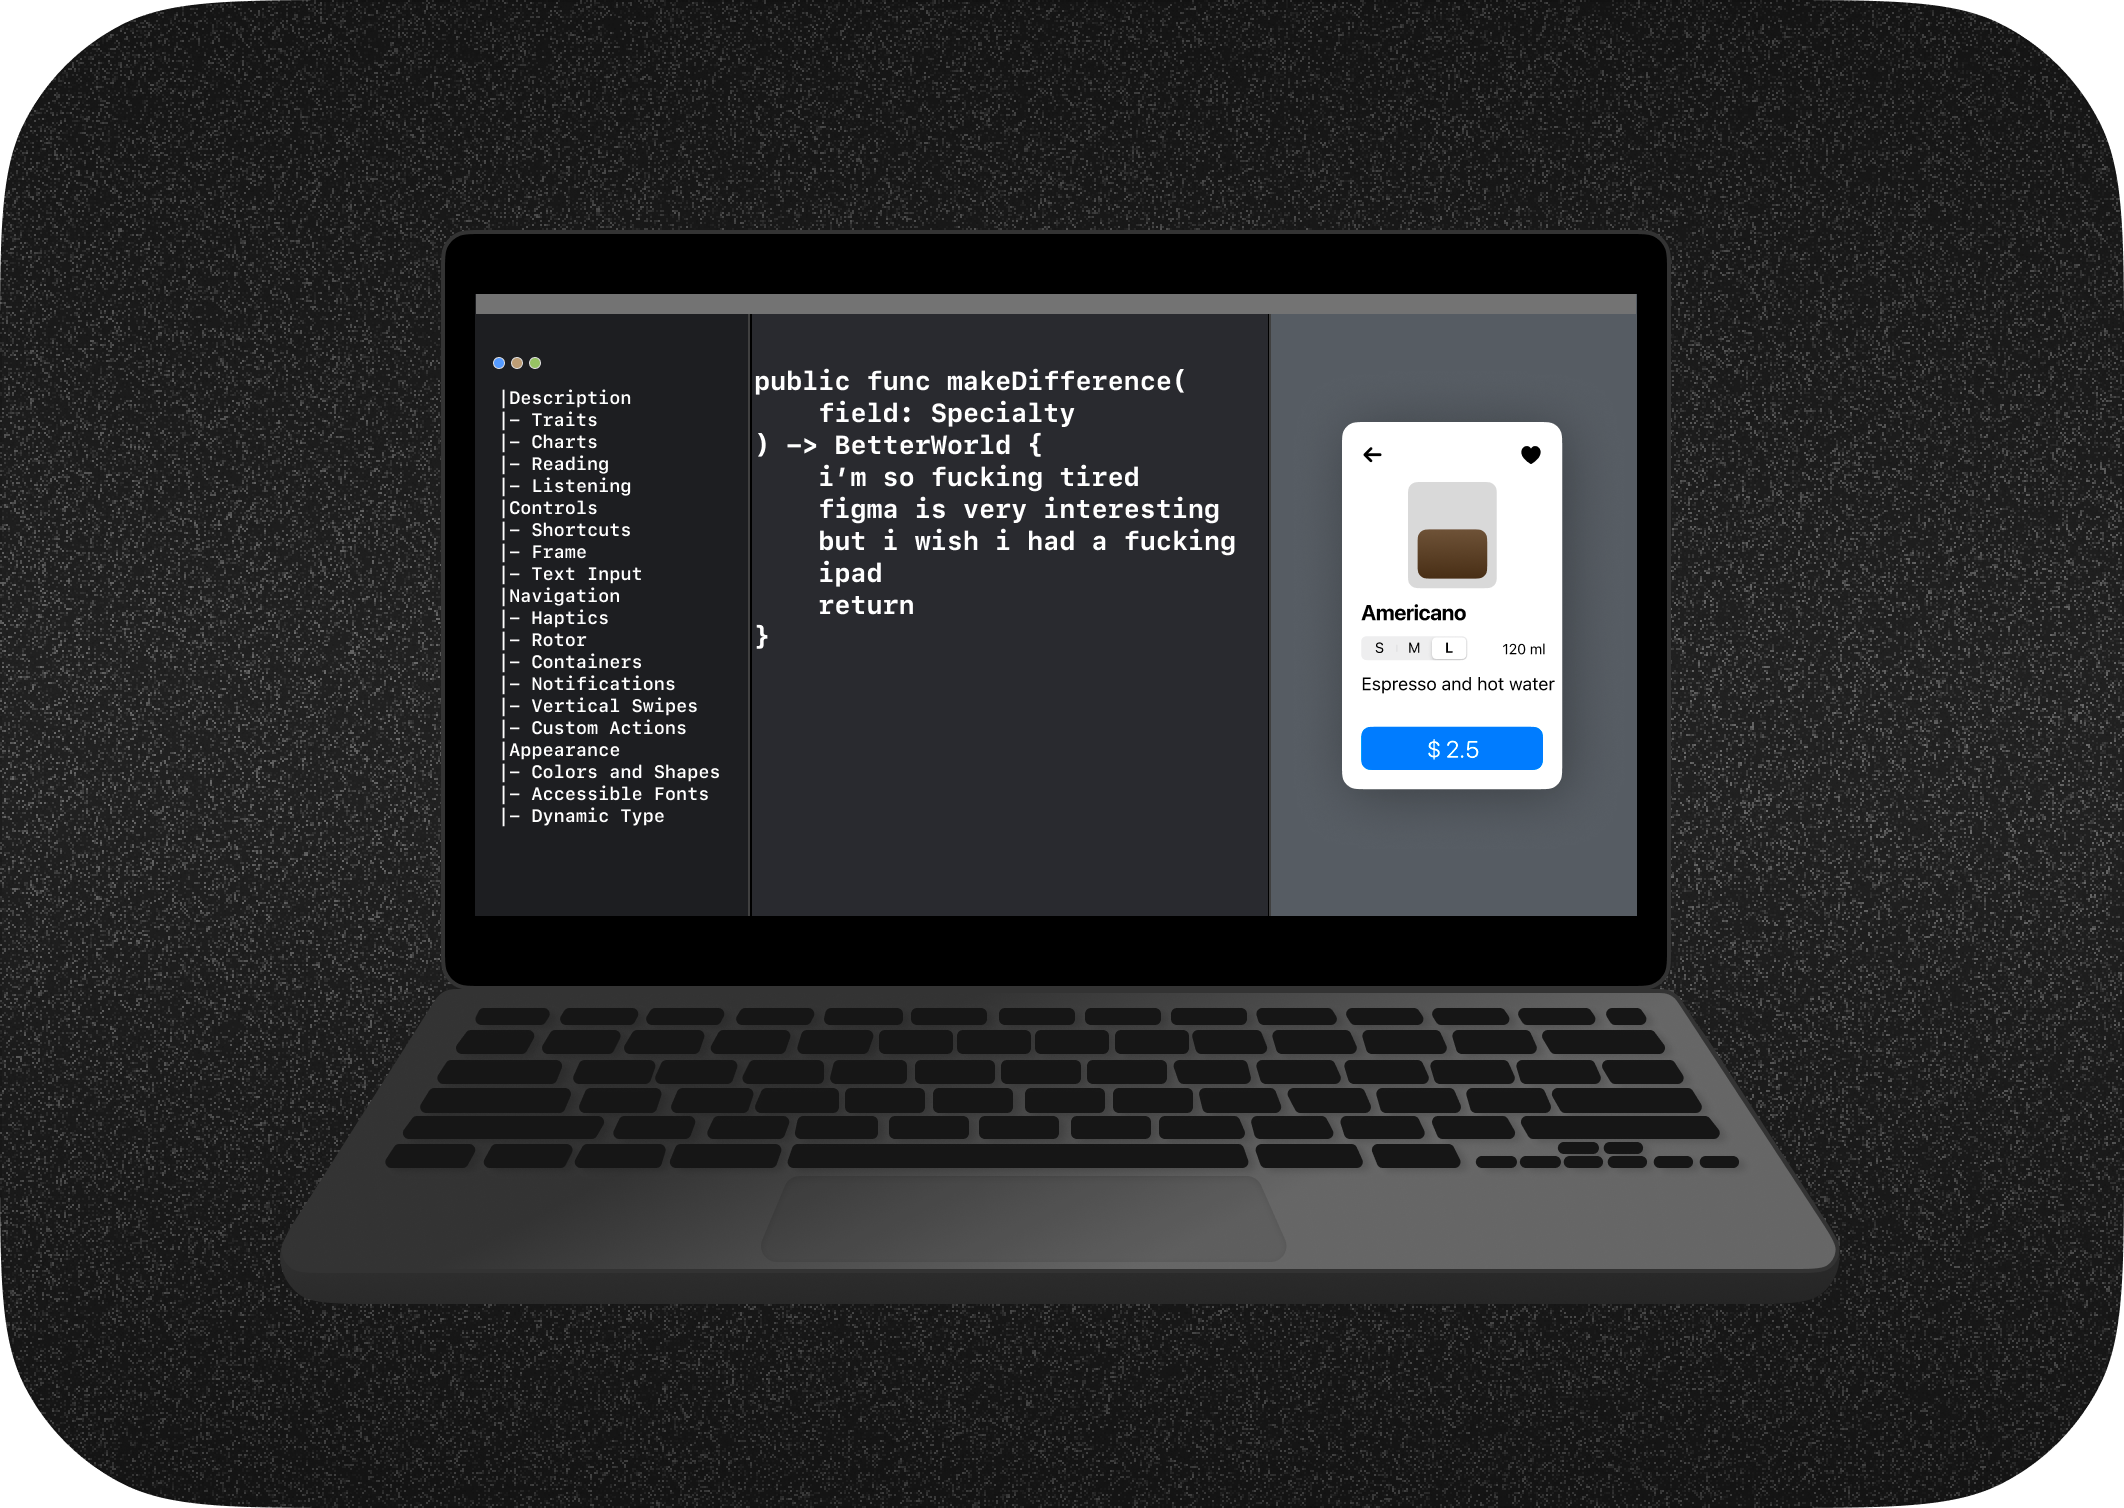 |Description
|– Traits
|– Charts
|– Reading
|– Listening
|Controls
|– Shortcuts
|– Frame
|– Text Input
|Navigation
|– Haptics
|– Rotor
|– Containers
|– Notifications
|– Vertical Swipes
|– Custom Actions
|Appearance
|– Colors and Shapes
|– Accessible Fonts
|– Dynamic Type
public func makeDifference(
    field: Specialty
) –> BetterWorld {
    i’m so fucking tired
    figma is very interesting
    but i wish i had a fucking
    ipad
    return
}
Americano
S M L 120 ml
Espresso and hot water
$ 2.5